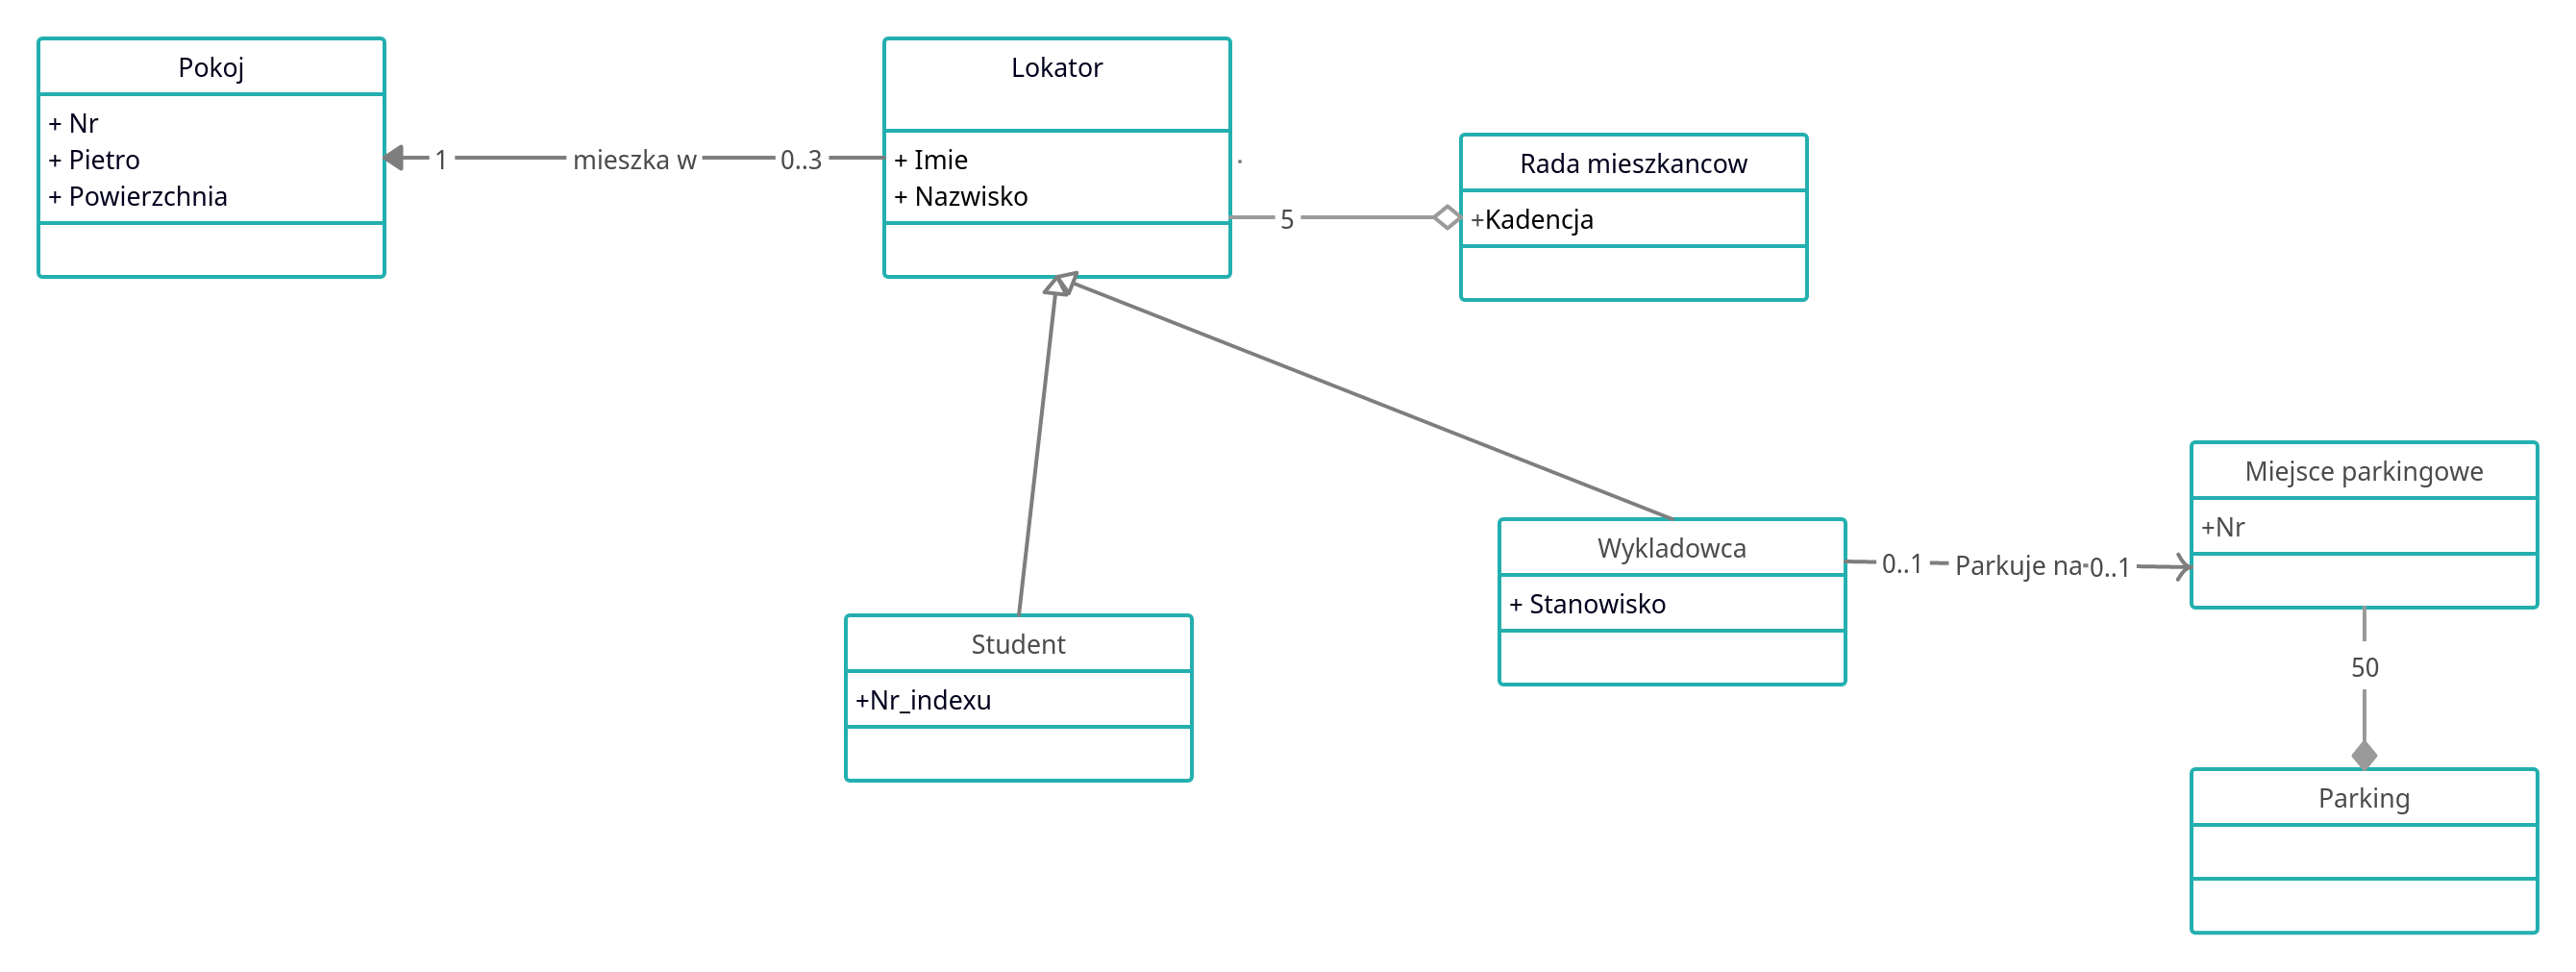 Pokoj
+ Nr
+ Pietro
+ Powierzchnia
1
mieszka w
0..3
Lokator
+ Imie
+ Nazwisko
5
Rada mieszkancow
+Kadencja
Student
+Nr_indexu
Wykladowca
+ Stanowisko
0..1
Parkuje na
0..1
Miejsce parkingowe
+Nr
50
Parking